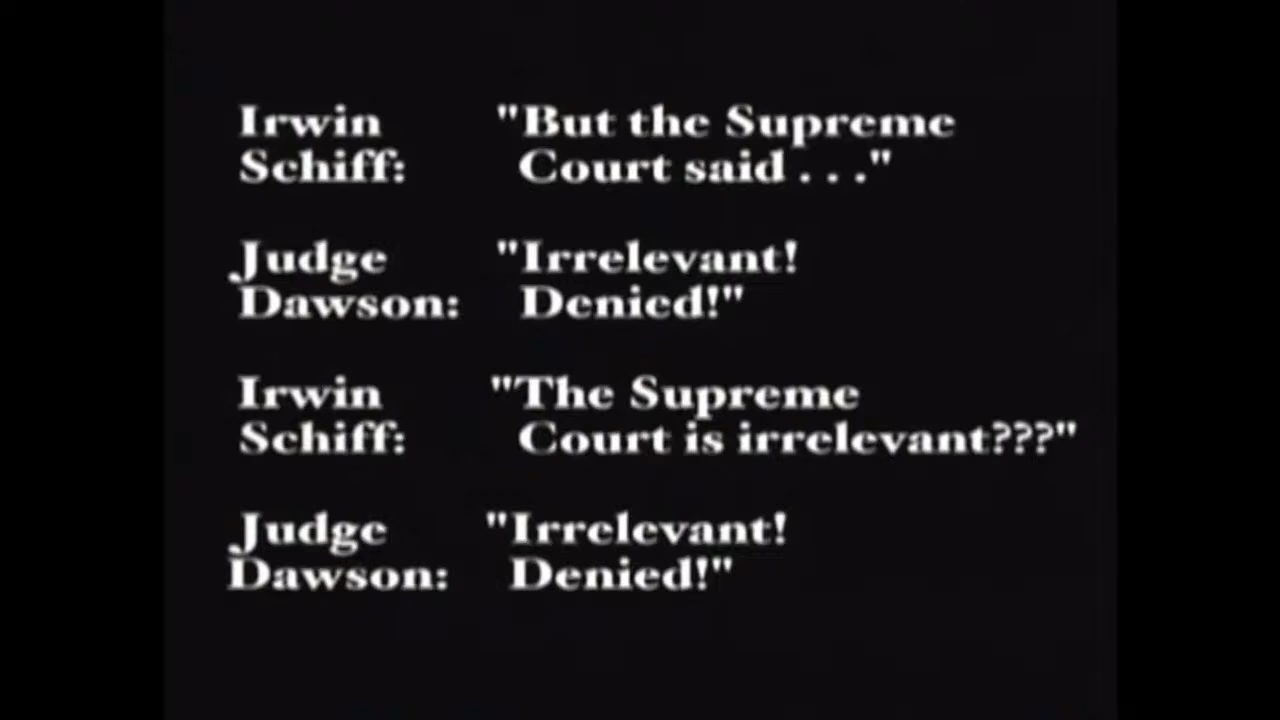 Irwin "But the Supreme
Schiff: Court said . . ."
Judge "Irrelevant!
Dawson: Denied!"
Irwin "The Supreme
Schiff: Court is irrelevant???"
Judge "Irrelevant!
Dawson: Denied!"